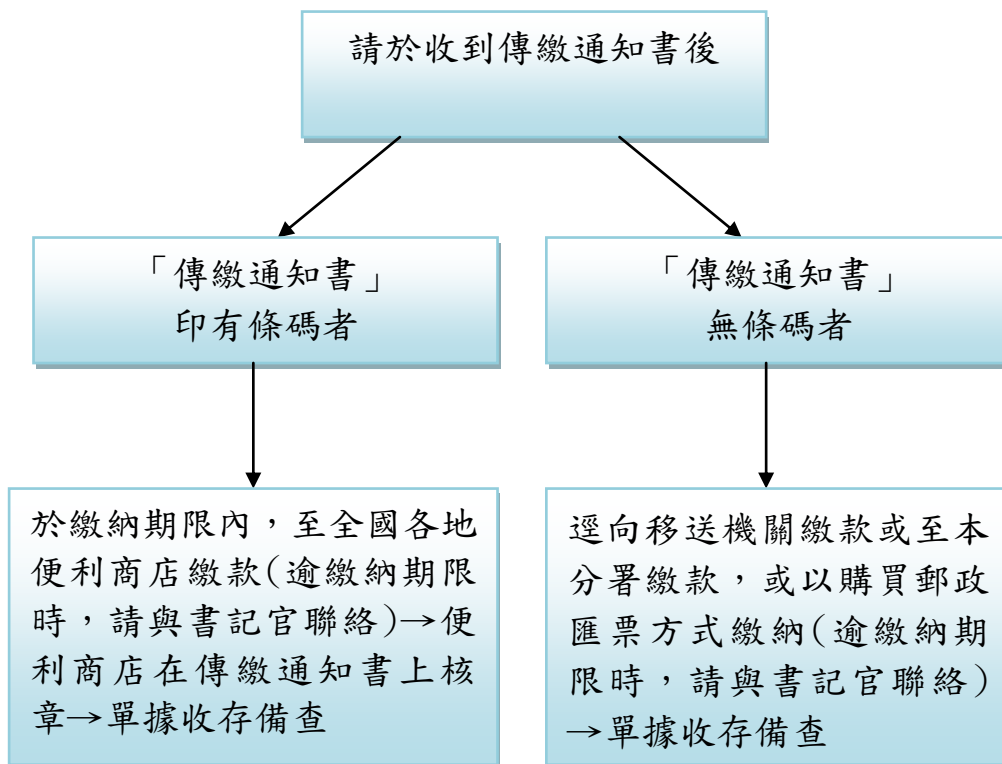 請於收到傳繳通知書後
「傳繳通知書」
印有條碼者
「傳繳通知書」
無條碼者
於繳納期限內，至全國各地
便利商店繳款(逾繳納期限
時，請與書記官聯絡)→便
利商店在傳繳通知書上核
章→單據收存備查
逕向移送機關繳款或至本
分署繳款，或以購買郵政
匯票方式繳納(逾繳納期
限時，請與書記官聯絡)
→單據收存備查